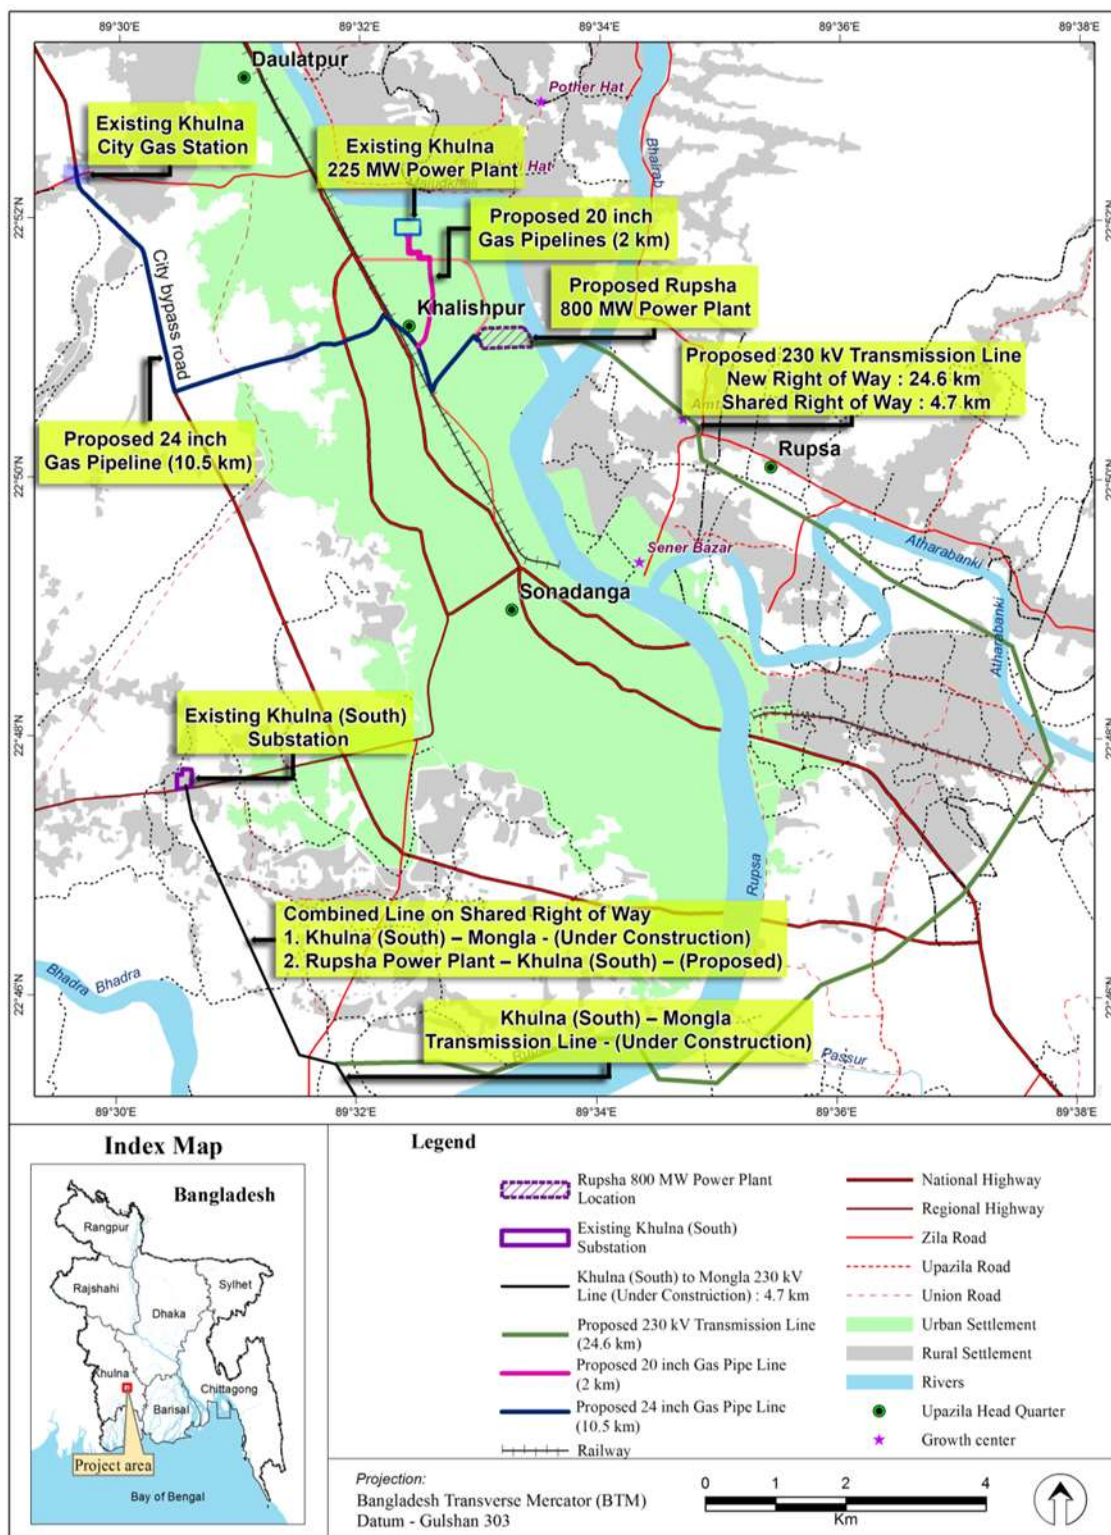 89°30'E
89°32'E
89°34'E
89°36'E
89°38'E
Daulatpur
Pother Hat
Existing Khulna
City Gas Station
Existing Khulna
225 MW Power Plant
Hat
Bhairab
22°52'N
22°52'N
Proposed 20 inch
Gas Pipelines (2 km)
City bypass road
Khalishpur
Proposed Rupsha
800 MW Power Plant
Proposed 230 kV Transmission Line
New Right of Way : 24.6 km
Shared Right of Way : 4.7 km
Proposed 24 inch
Gas Pipeline (10.5 km)
Rupsa
22°50'N
22°50'N
Sener Bazar
Atharabanki
Sonadanga
Atharabanki
Existing Khulna (South)
Substation
22°48'N
22°48'N
Rupsa
Combined Line on Shared Right of Way
1. Khulna (South) – Mongla - (Under Construction)
2. Rupsha Power Plant – Khulna (South) – (Proposed)
Bhadra
Bhadra
22°46'N
22°46'N
Khulna (South) – Mongla
Transmission Line - (Under Construction)
Passur
89°30'E
89°32'E
89°34'E
89°36'E
89°38'E
Index Map
Bangladesh
Rangpur
Rajshahi
Sylhet
Dhaka
Khulna
Barisal
Chittagong
Project area
Bay of Bengal
Legend
Rupsha 800 MW Power Plant
Location
Existing Khulna (South)
Substation
Khulna (South) to Mongla 230 kV
Line (Under Construction) : 4.7 km
Proposed 230 kV Transmission Line
(24.6 km)
Proposed 20 inch Gas Pipe Line
(2 km)
Proposed 24 inch Gas Pipe Line
(10.5 km)
Railway
National Highway
Regional Highway
Zila Road
Upazila Road
Union Road
Urban Settlement
Rural Settlement
Rivers
Upazila Head Quarter
Growth center
Projection:
Bangladesh Transverse Mercator (BTM)
Datum - Gulshan 303
0 1 2 4
Km